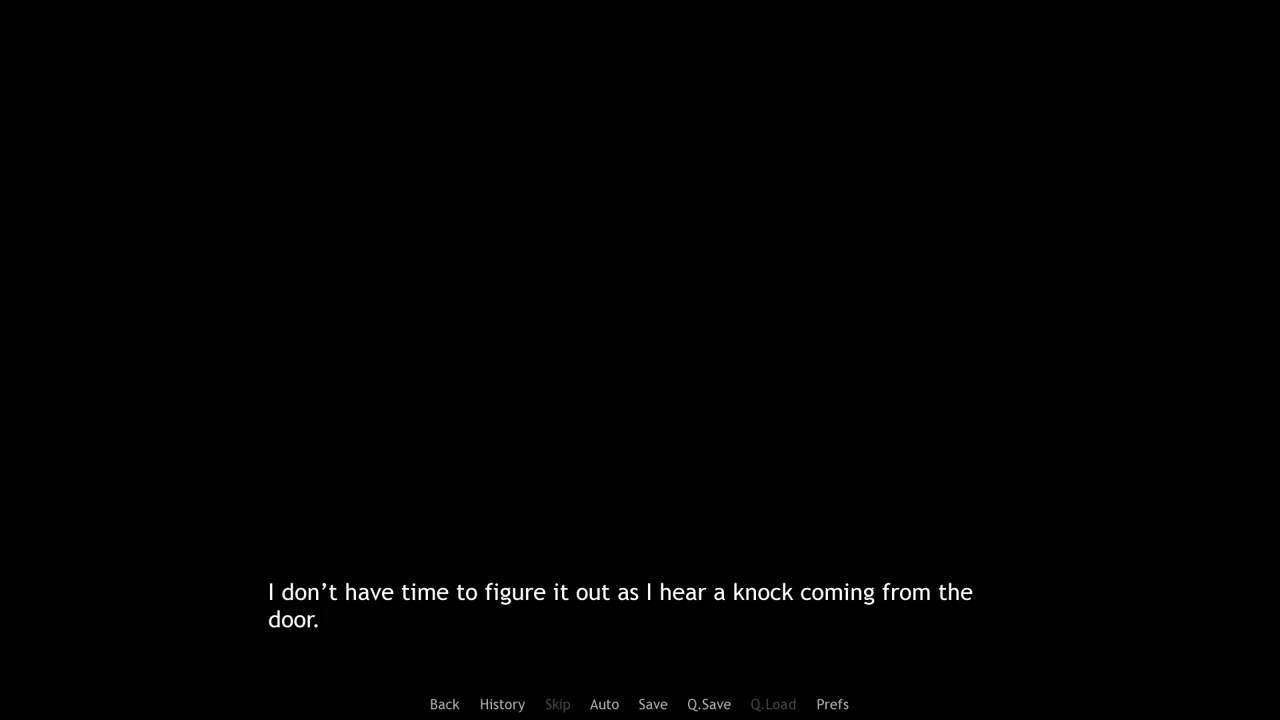 I don’t have time to figure it out as I hear a knock coming from the
door.
Back History Skip Auto Save Q.Save Q.Load Prefs